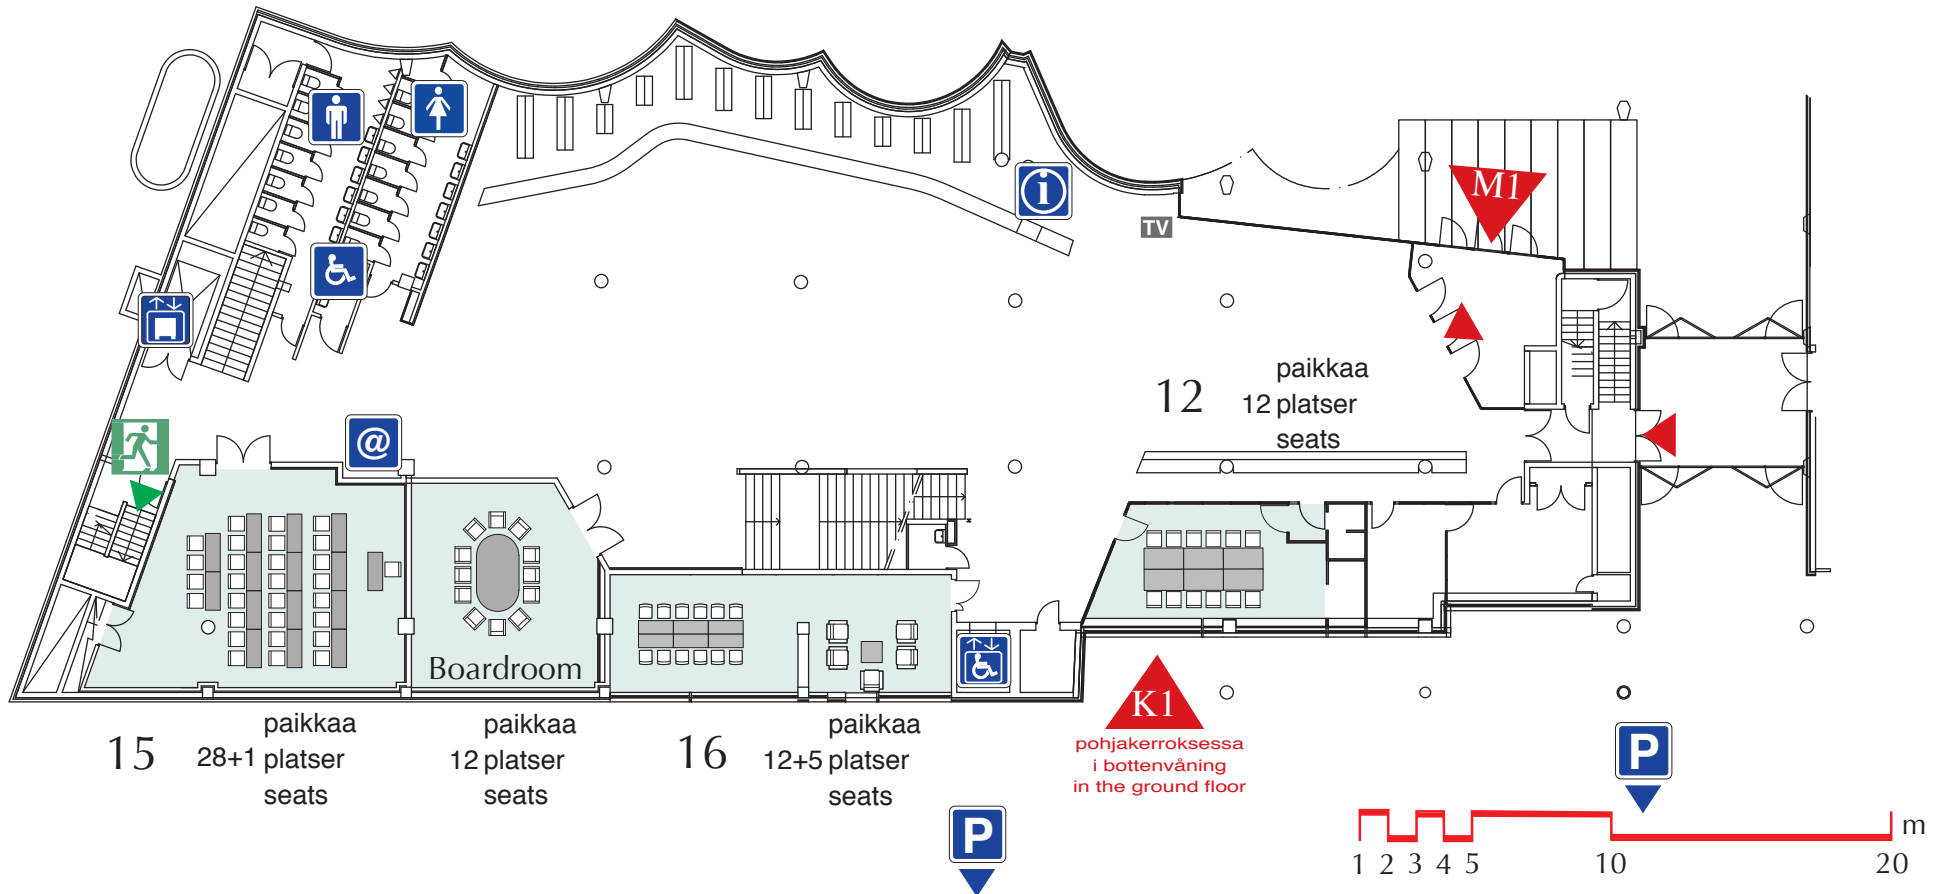 i
M1
TV
paikkaa
12 12 platser
seats
@
Boardroom
paikkaa
15 28+1 platser
seats
paikkaa
12 platser
seats
paikkaa
16 12+5 platser
seats
K1
pohjakerroksessa
i bottenvåning
in the ground floor
P
P
m
1 2 3 4 5 10 20